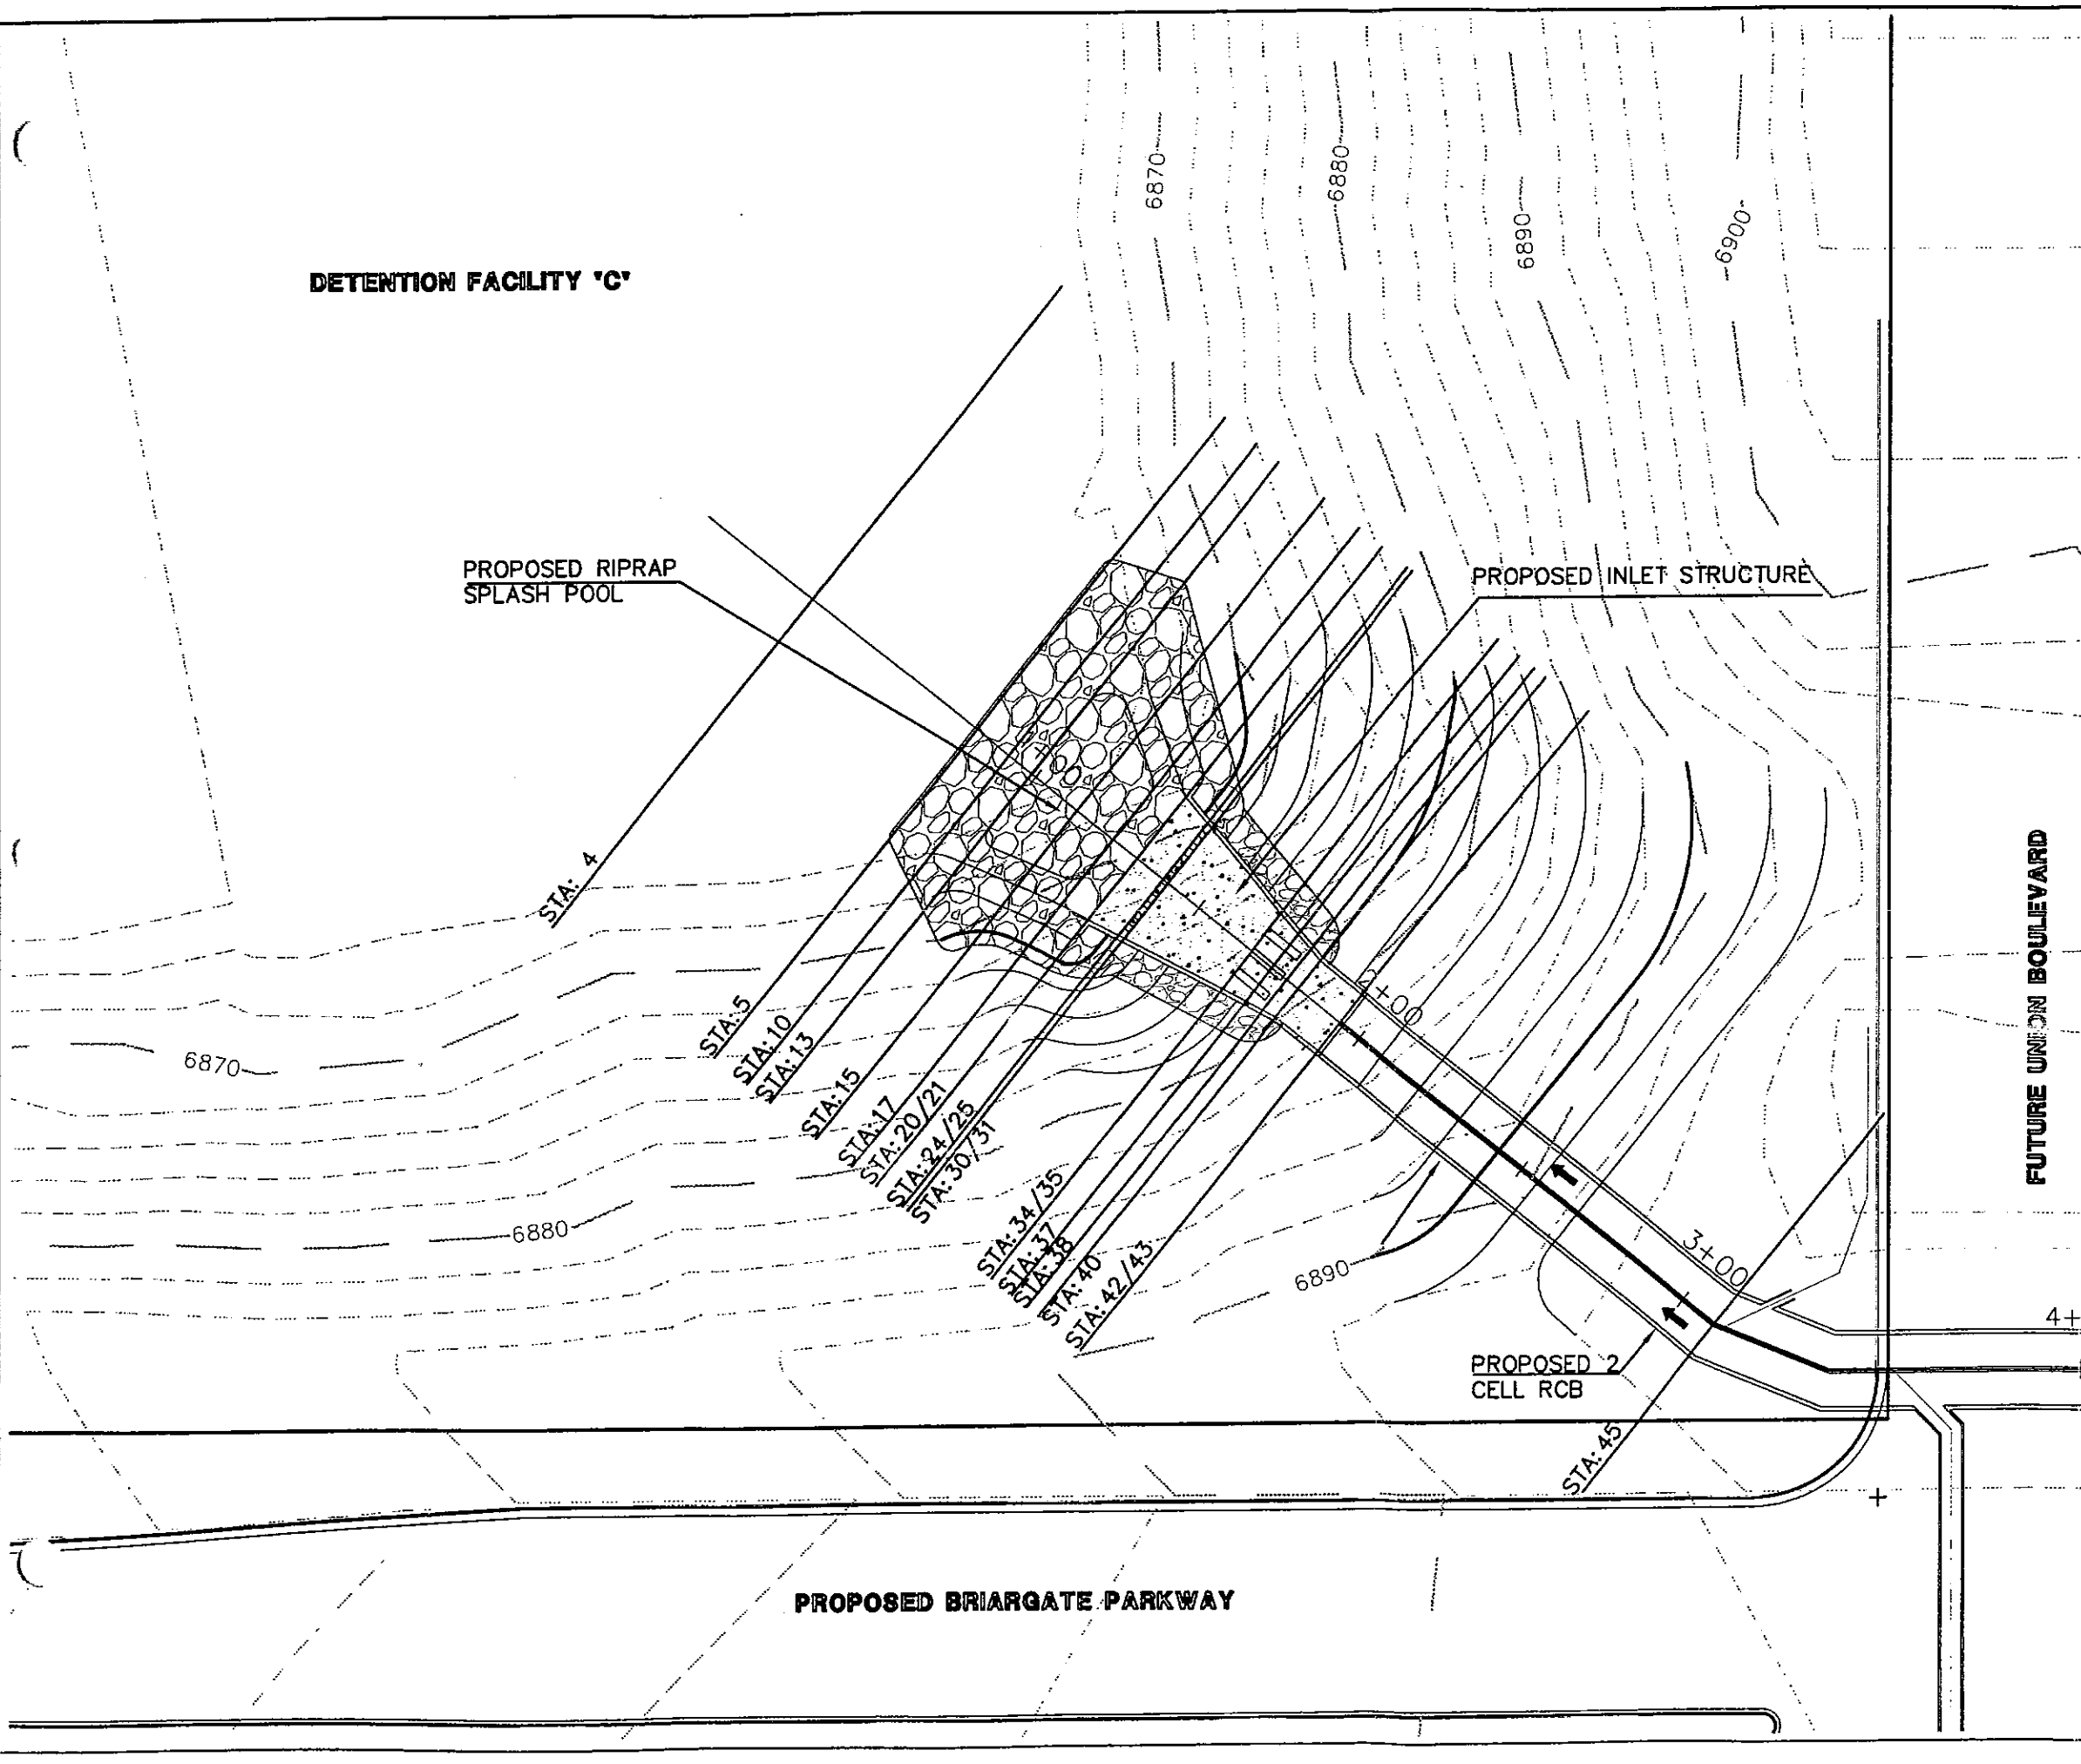 6870
6880
6890
6900
DETENTION FACILITY "C"
PROPOSED RIPRAP
SPLASH POOL
PROPOSED INLET STRUCTURE
STA: 4
2+00
STA:5
STA:10
STA:13
STA:15
STA:17
STA:20/21
STA:24/25
STA:30/31
STA:34/35
STA:37
STA:38
STA:40
STA:42/43
6870
6880
6890
3+00
4+
FUTURE UNION BOULEVARD
PROPOSED 2
CELL RCB
STA:45
PROPOSED BRIARGATE PARKWAY